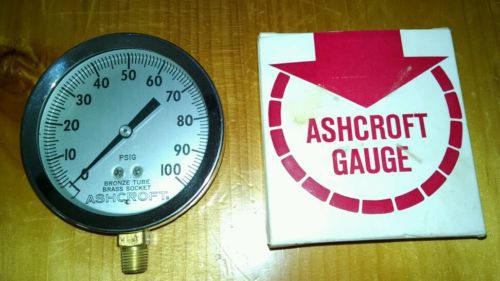 50
40
60
30
70
20
80
10
90
0
100
PSIG
BRONZE TUBE
BRASS SOCKET
ASHCROFT
ASHCROFT
GAUGE